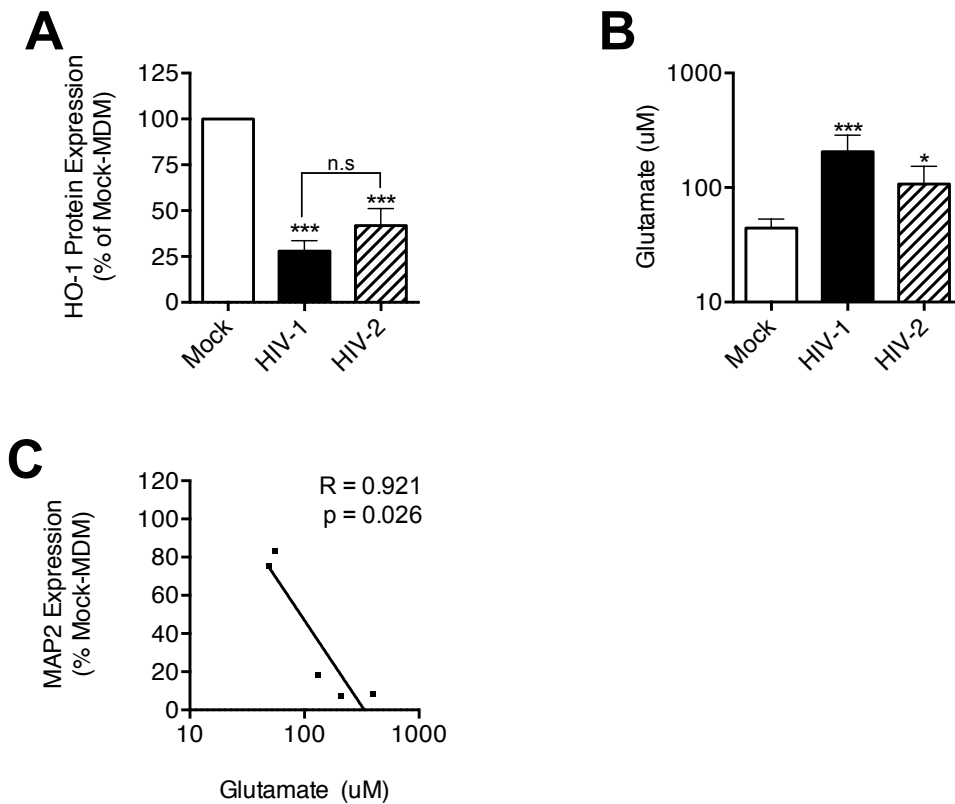 A
HO-1 Protein Expression
(% of Mock-MDM)
125
100
75
50
25
0
n.s
***
***
Mock
HIV-1
HIV-2
B
Glutamate (uM)
1000
100
10
***
*
Mock
HIV-1
HIV-2
C
MAP2 Expression
(% Mock-MDM)
120
100
80
60
40
20
0
R = 0.921
p = 0.026
10
100
1000
Glutamate (uM)